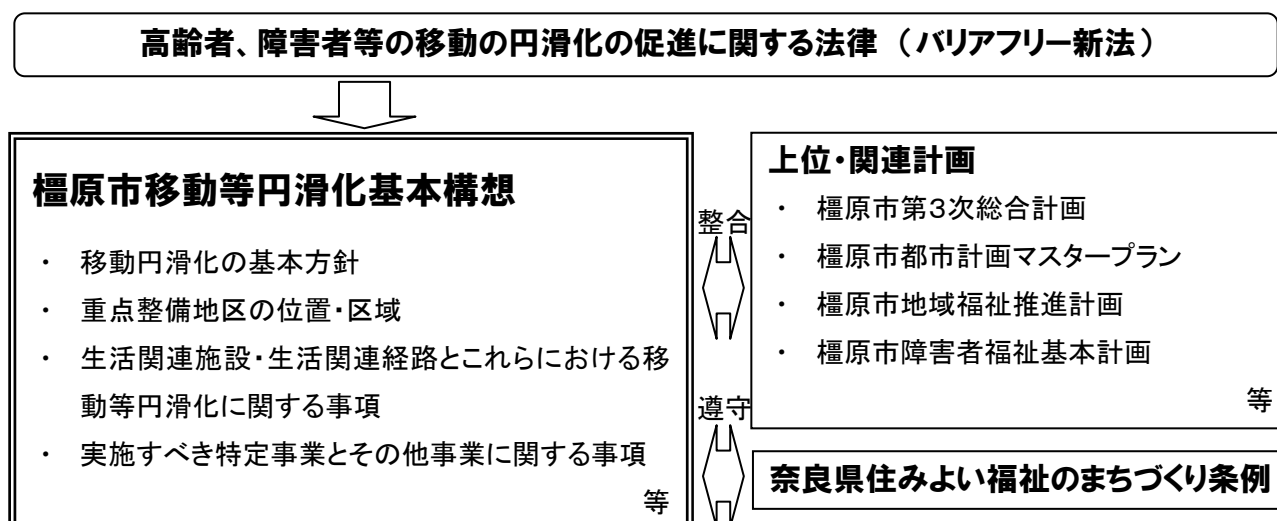 高齢者、障害者等の移動の円滑化の促進に関する法律 （バリアフリー新法）
橿原市移動等円滑化基本構想
・ 移動円滑化の基本方針
・ 重点整備地区の位置・区域
・ 生活関連施設・生活関連経路とこれらにおける移
動等円滑化に関する事項
・ 実施すべき特定事業とその他事業に関する事項
等
整合
遵守
上位・関連計画
・ 橿原市第３次総合計画
・ 橿原市都市計画マスタープラン
・ 橿原市地域福祉推進計画
・ 橿原市障害者福祉基本計画
等
奈良県住みよい福祉のまちづくり条例